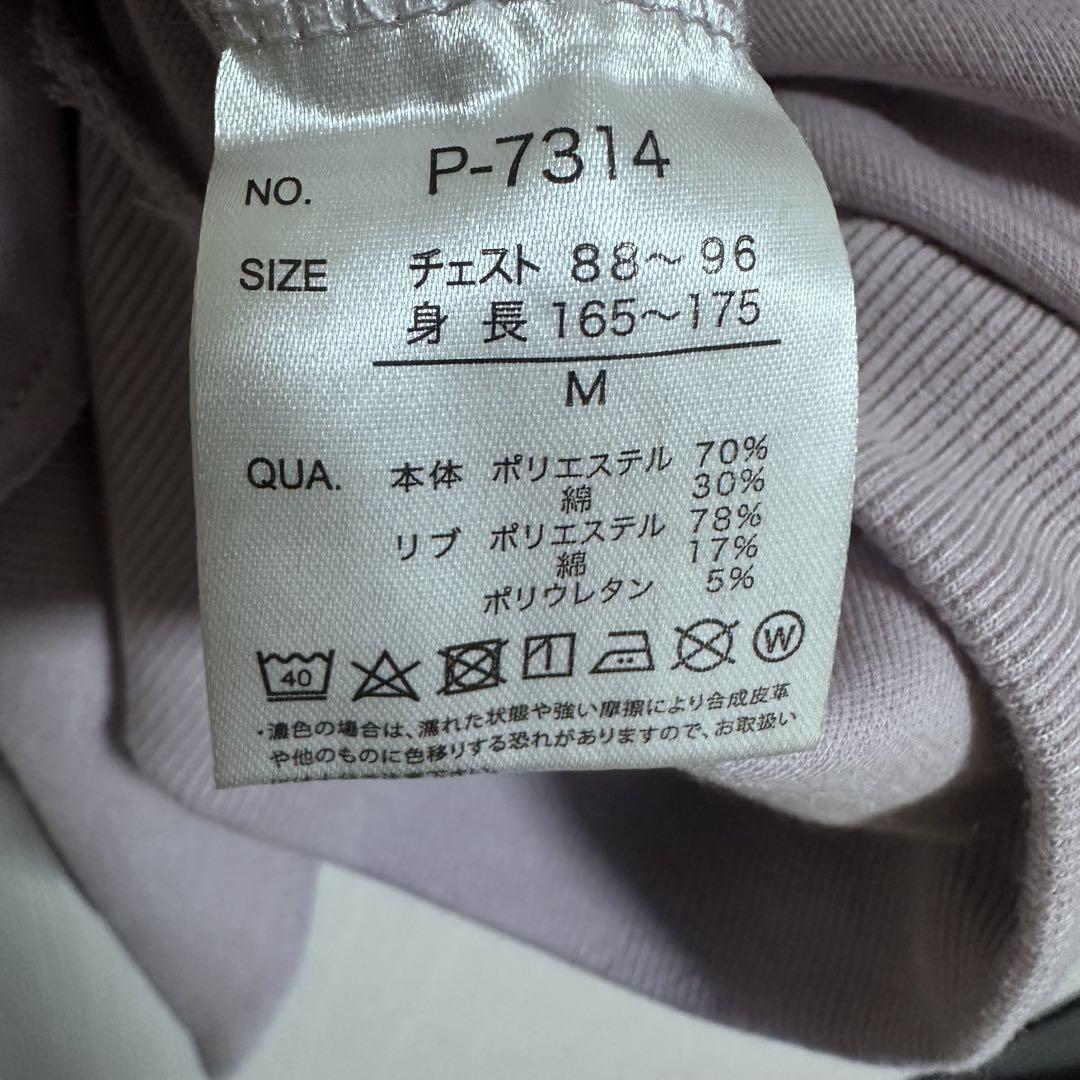 NO. P-7314
SIZE チェスト 88〜96
身長 165〜175
M
QUA. 本体 ポリエステル 70%
綿 30%
リブ ポリエステル 78%
綿 17%
ポリウレタン 5%
40 W
・濃色の場合は、濡れた状態や強い摩擦により合成皮革
や他のものに色移りする恐れがありますので、お取扱い